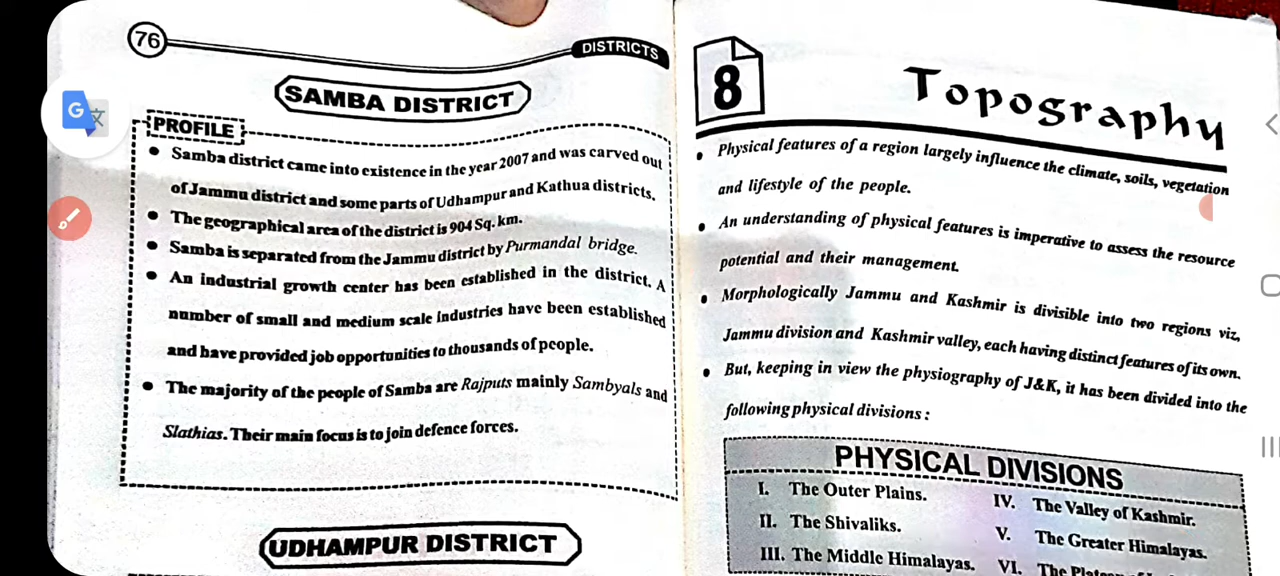 76
DISTRICTS
SAMBA DISTRICT
PROFILE
• Samba district came into existence in the year 2007 and was carved out
of Jammu district and some parts of Udhampur and Kathua districts.
• The geographical area of the district is 904 Sq. km.
• Samba is separated from the Jammu district by Purmandal bridge.
• An industrial growth center has been established in the district. A
number of small and medium scale industries have been established
and have provided job opportunities to thousands of people.
• The majority of the people of Samba are Rajputs mainly Sambyals and
Slathias. Their main focus is to join defence forces.
UDHAMPUR DISTRICT
8
Topography
• Physical features of a region largely influence the climate, soils, vegetation
and lifestyle of the people.
• An understanding of physical features is imperative to assess the resource
potential and their management.
• Morphologically Jammu and Kashmir is divisible into two regions viz,
Jammu division and Kashmir valley, each having distinct features of its own.
• But, keeping in view the physiography of J&K, it has been divided into the
following physical divisions :
PHYSICAL DIVISIONS
I. The Outer Plains.
II. The Shivaliks.
III. The Middle Himalayas.
IV. The Valley of Kashmir.
V. The Greater Himalayas.
VI. The